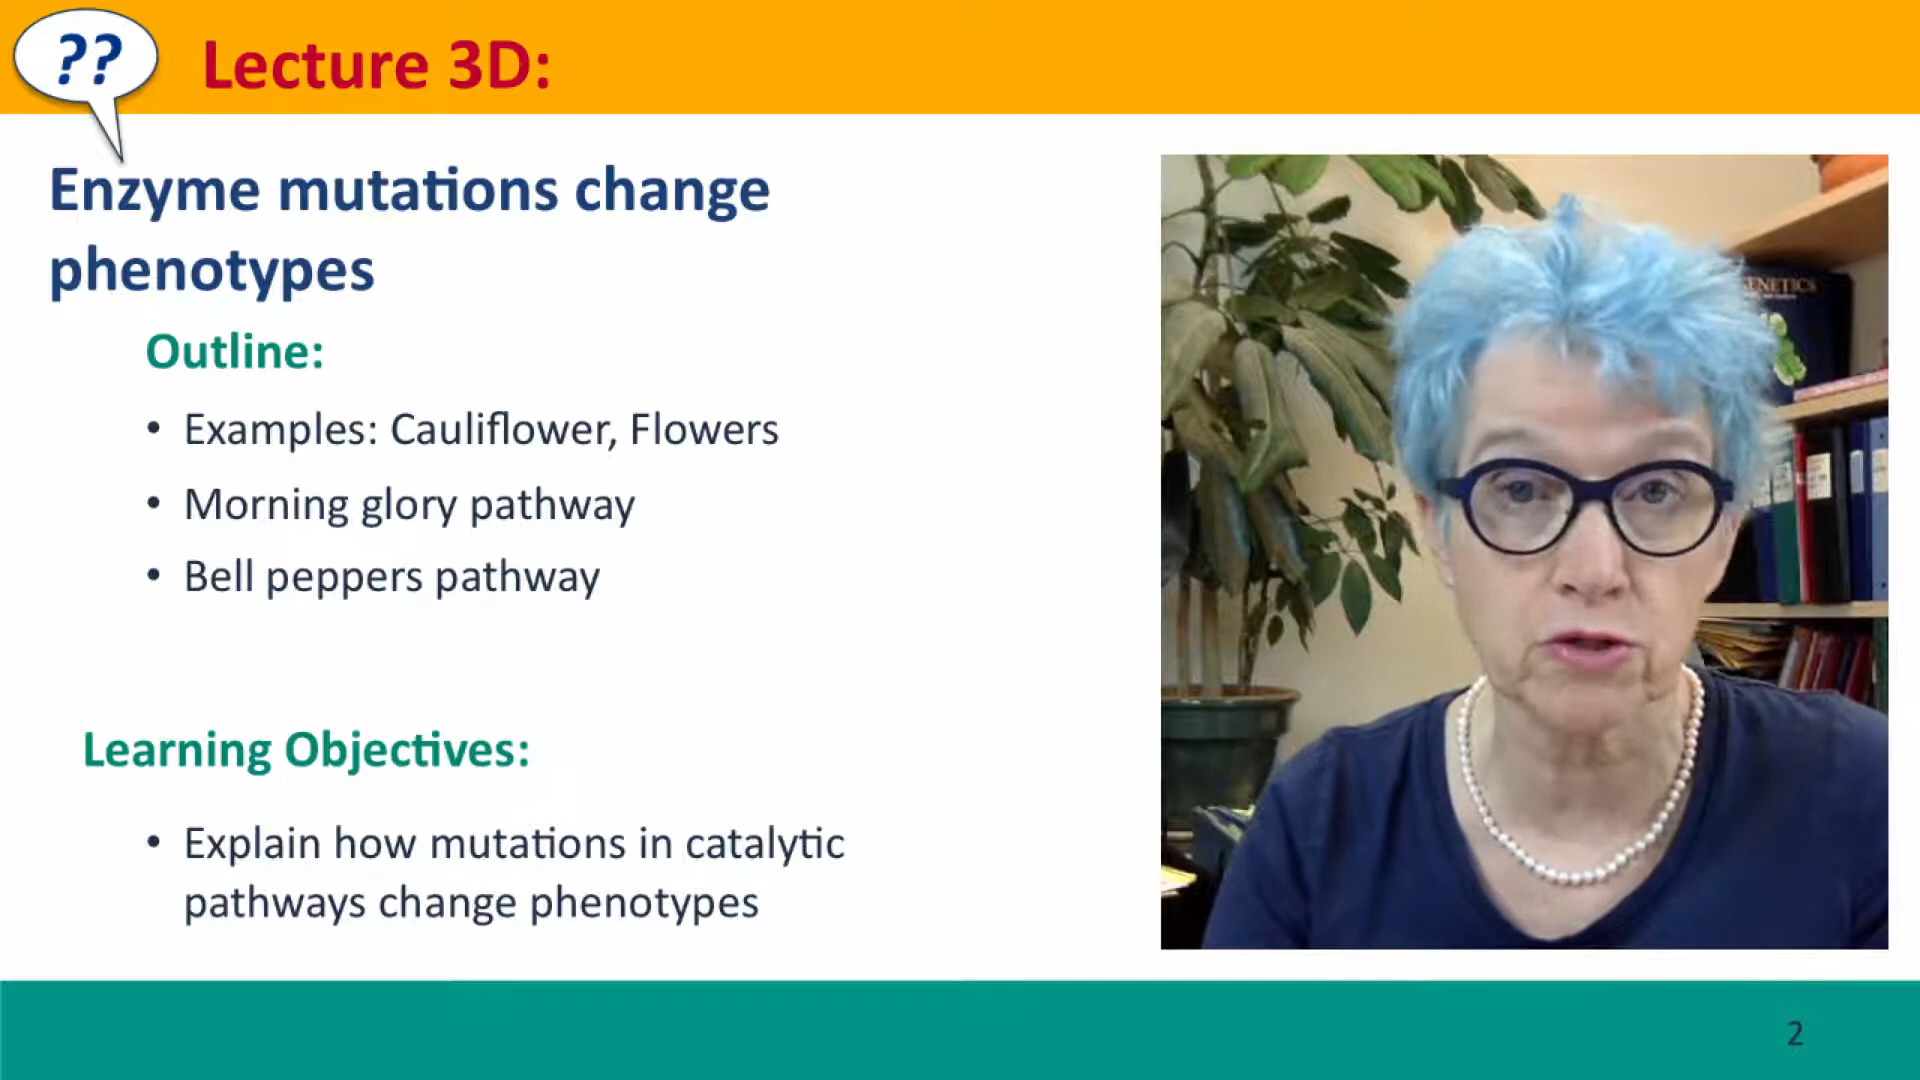 ??
Lecture 3D:
Enzyme mutations change
phenotypes
Outline:
• Examples: Cauliflower, Flowers
• Morning glory pathway
• Bell peppers pathway
Learning Objectives:
• Explain how mutations in catalytic
pathways change phenotypes
2